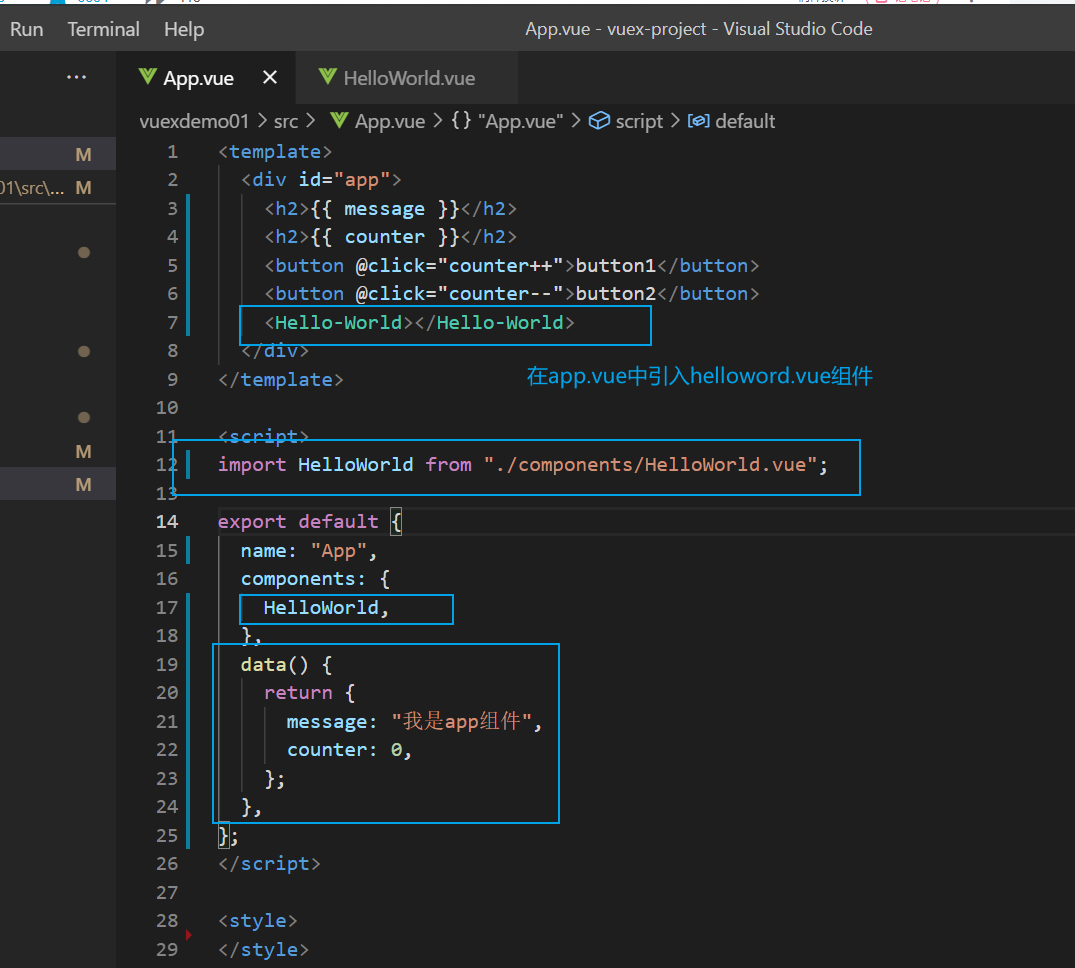 Run Terminal Help App.vue - vuex-project - Visual Studio Code
··· App.vue × HelloWorld.vue
vuexdemo01 > src > App.vue > {} "App.vue" > script > default
M
01\src\... M
M
M
1 <template>
2 <div id="app">
3 <h2>{{ message }}</h2>
4 <h2>{{ counter }}</h2>
5 <button @click="counter++">button1</button>
6 <button @click="counter--">button2</button>
7 <Hello-World></Hello-World>
8 </div>
9 </template>
在app.vue中引入helloword.vue组件
10
11 <script>
12 import HelloWorld from "./components/HelloWorld.vue";
13
14 export default {
15 name: "App",
16 components: {
17 HelloWorld,
18 },
19 data() {
20 return {
21 message: "我是app组件",
22 counter: 0,
23 };
24 },
25 };
26 </script>
27
28 <style>
29 </style>